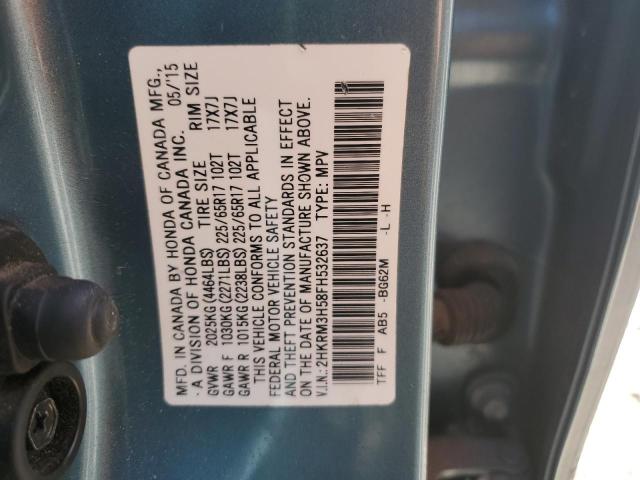 MFD. IN CANADA BY HONDA OF CANADA MFG.,
- A DIVISION OF HONDA CANADA INC. 05/'15
TIRE SIZE RIM SIZE
GVWR 2025KG(4464LBS)
GAWR F 1030KG(2271LBS) 225/65R17 102T 17X7J
GAWR R 1015KG(2238LBS) 225/65R17 102T 17X7J
THIS VEHICLE CONFORMS TO ALL APPLICABLE
FEDERAL MOTOR VEHICLE SAFETY
AND THEFT PREVENTION STANDARDS IN EFFECT
ON THE DATE OF MANUFACTURE SHOWN ABOVE.
V.I.N.: 2HKRM3H58FH532637 TYPE: MPV
TFF F AB5 -BG62M -L -H